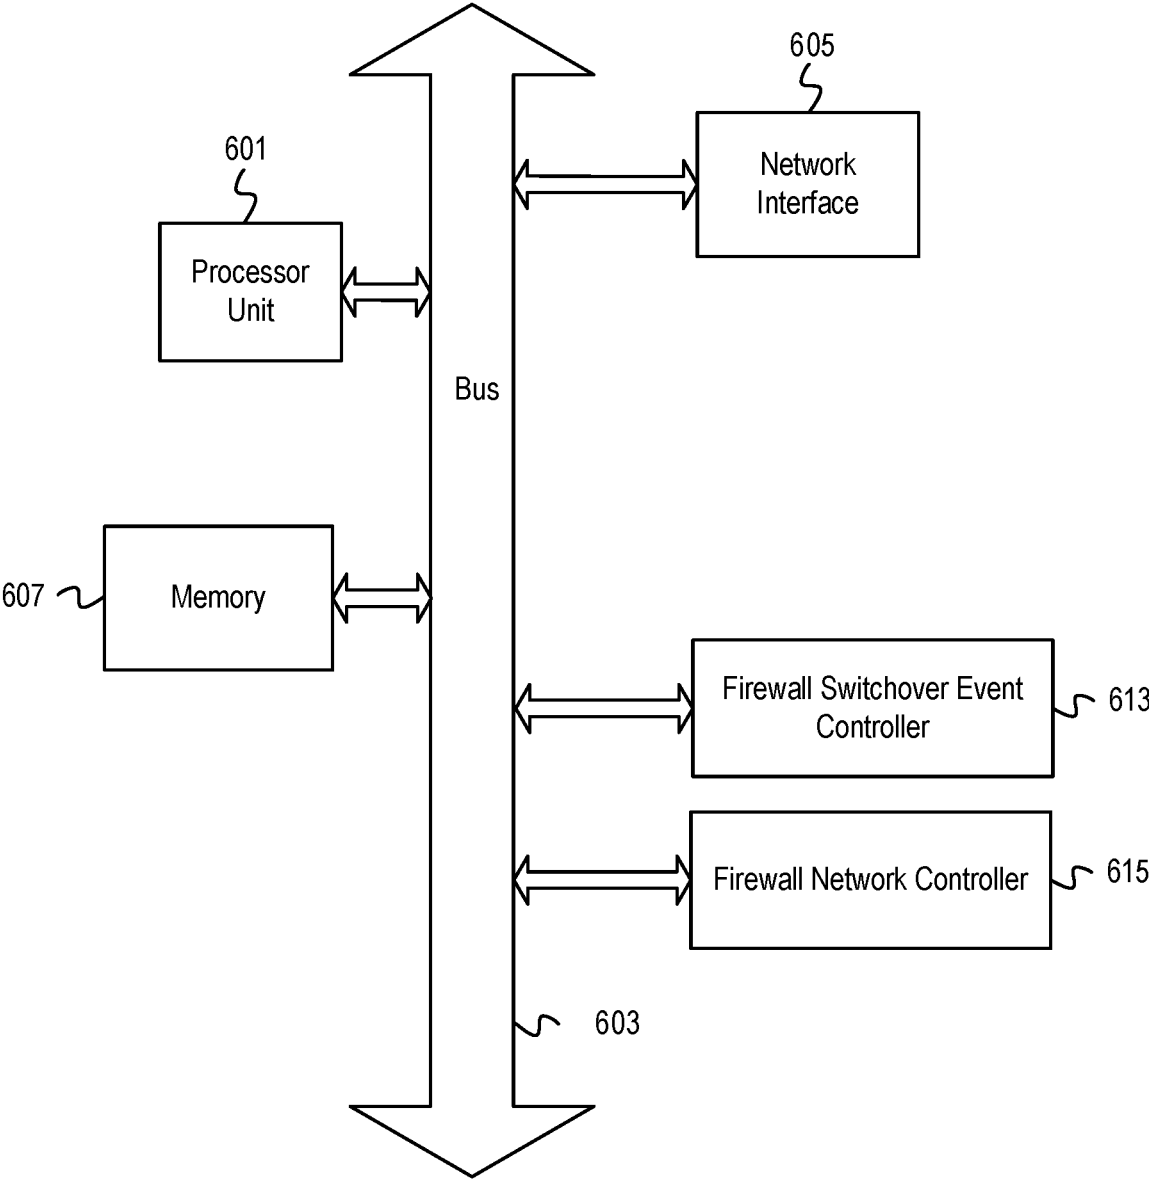 605
Network
Interface
601
Processor
Unit
Bus
607
Memory
Firewall Switchover Event
Controller
613
Firewall Network Controller
615
603